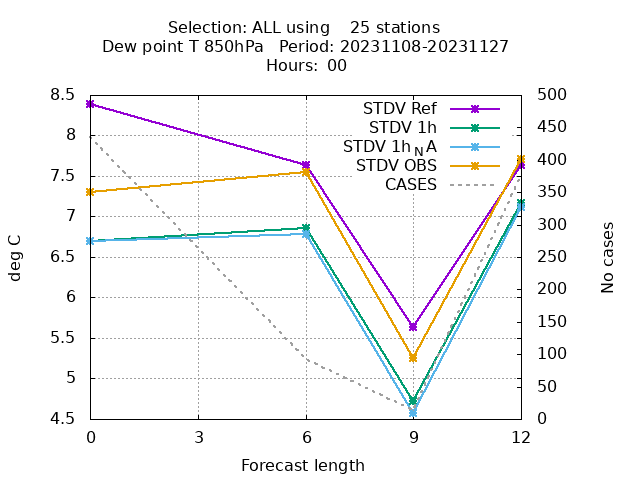 Selection: ALL using    25 stations
Dew point T 850hPa   Period: 20231108-20231127
Hours:  00
8.5
8
7.5
7
6.5
6
5.5
5
4.5
500
450
400
350
300
250
200
150
100
50
0
STDV Ref
STDV 1h
STDV 1h_N A
STDV OBS
CASES
deg C
No cases
0 3 6 9 12
Forecast length